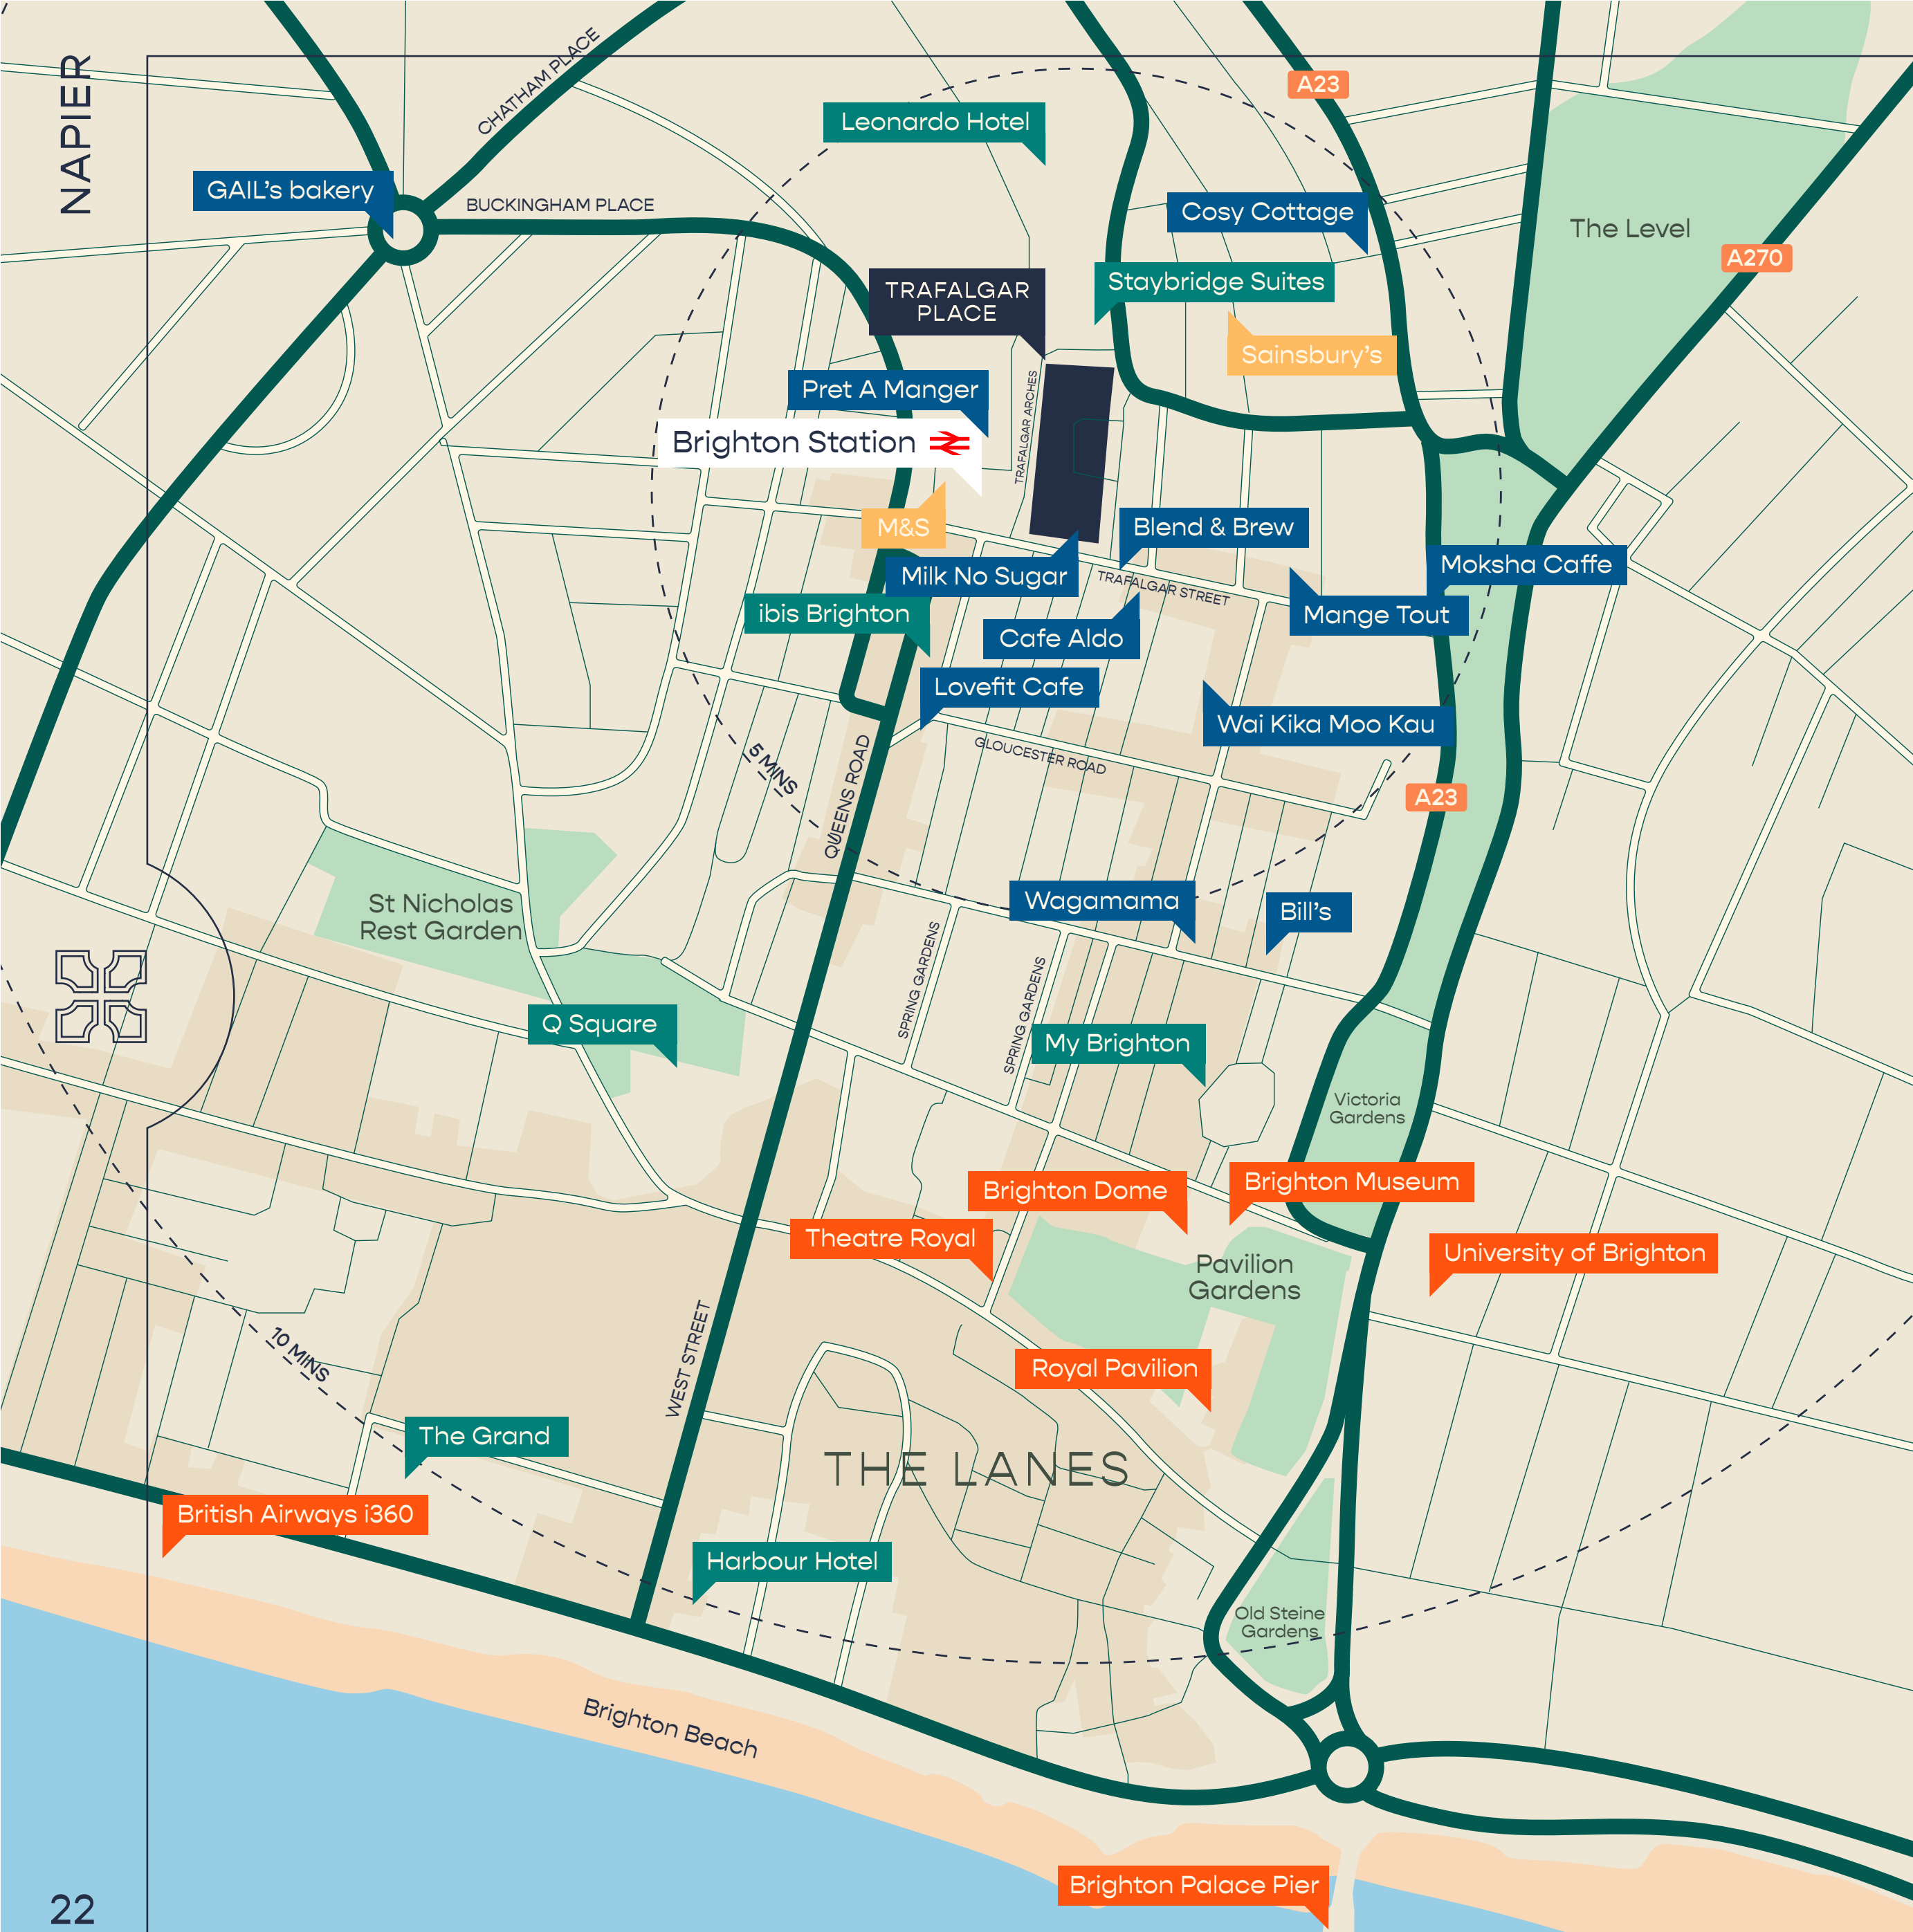 NAPIER
CHATHAM PLACE
A23
Leonardo Hotel
GAIL's bakery
BUCKINGHAM PLACE
Cosy Cottage
The Level
A270
Staybridge Suites
TRAFALGAR
PLACE
Sainsbury's
Pret A Manger
TRAFALGAR ARCHES
Brighton Station
M&S
Blend & Brew
Moksha Caffe
Milk No Sugar
TRAFALGAR STREET
ibis Brighton
Mange Tout
Cafe Aldo
Lovefit Cafe
Wai Kika Moo Kau
GLOUCESTER ROAD
5 MINS
QUEENS ROAD
A23
St Nicholas
Rest Garden
Wagamama
Bill's
SPRING GARDENS
SPRING GARDENS
Q Square
My Brighton
Victoria
Gardens
Brighton Dome
Brighton Museum
Theatre Royal
University of Brighton
Pavilion
Gardens
10 MINS
WEST STREET
Royal Pavilion
The Grand
THE LANES
British Airways i360
Harbour Hotel
Old Steine
Gardens
Brighton Beach
Brighton Palace Pier
22